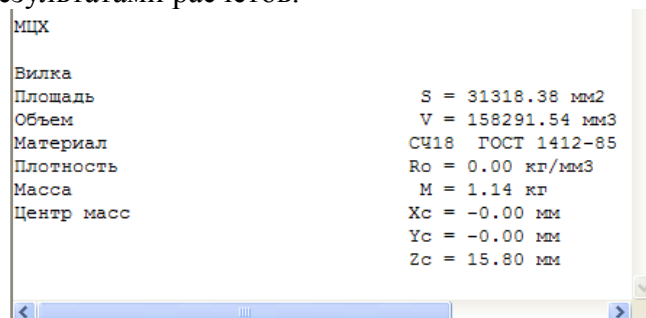 результатами расчетов.
МЦХ
Вилка
Площадь S = 31318.38 мм2
Объем V = 158291.54 мм3
Материал СЧ18 ГОСТ 1412-85
Плотность Ro = 0.00 кг/мм3
Масса M = 1.14 кг
Центр масс Xc = -0.00 мм
Yc = -0.00 мм
Zc = 15.80 мм